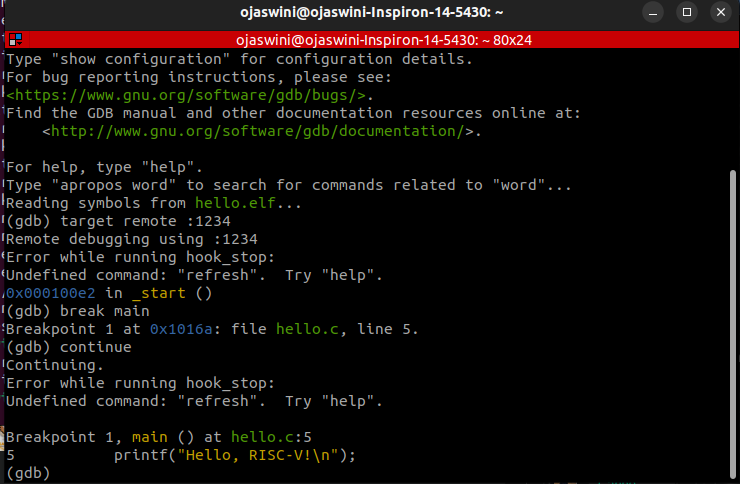 ojaswini@ojaswini-Inspiron-14-5430: ~
ojaswini@ojaswini-Inspiron-14-5430: ~ 80x24
Type "show configuration" for configuration details.
For bug reporting instructions, please see:
<https://www.gnu.org/software/gdb/bugs/>.
Find the GDB manual and other documentation resources online at:
    <http://www.gnu.org/software/gdb/documentation/>.

For help, type "help".
Type "apropos word" to search for commands related to "word"...
Reading symbols from hello.elf...
(gdb) target remote :1234
Remote debugging using :1234
Error while running hook_stop:
Undefined command: "refresh".  Try "help".
0x000100e2 in _start ()
(gdb) break main
Breakpoint 1 at 0x1016a: file hello.c, line 5.
(gdb) continue
Continuing.
Error while running hook_stop:
Undefined command: "refresh".  Try "help".

Breakpoint 1, main () at hello.c:5
5           printf("Hello, RISC-V!\n");
(gdb)